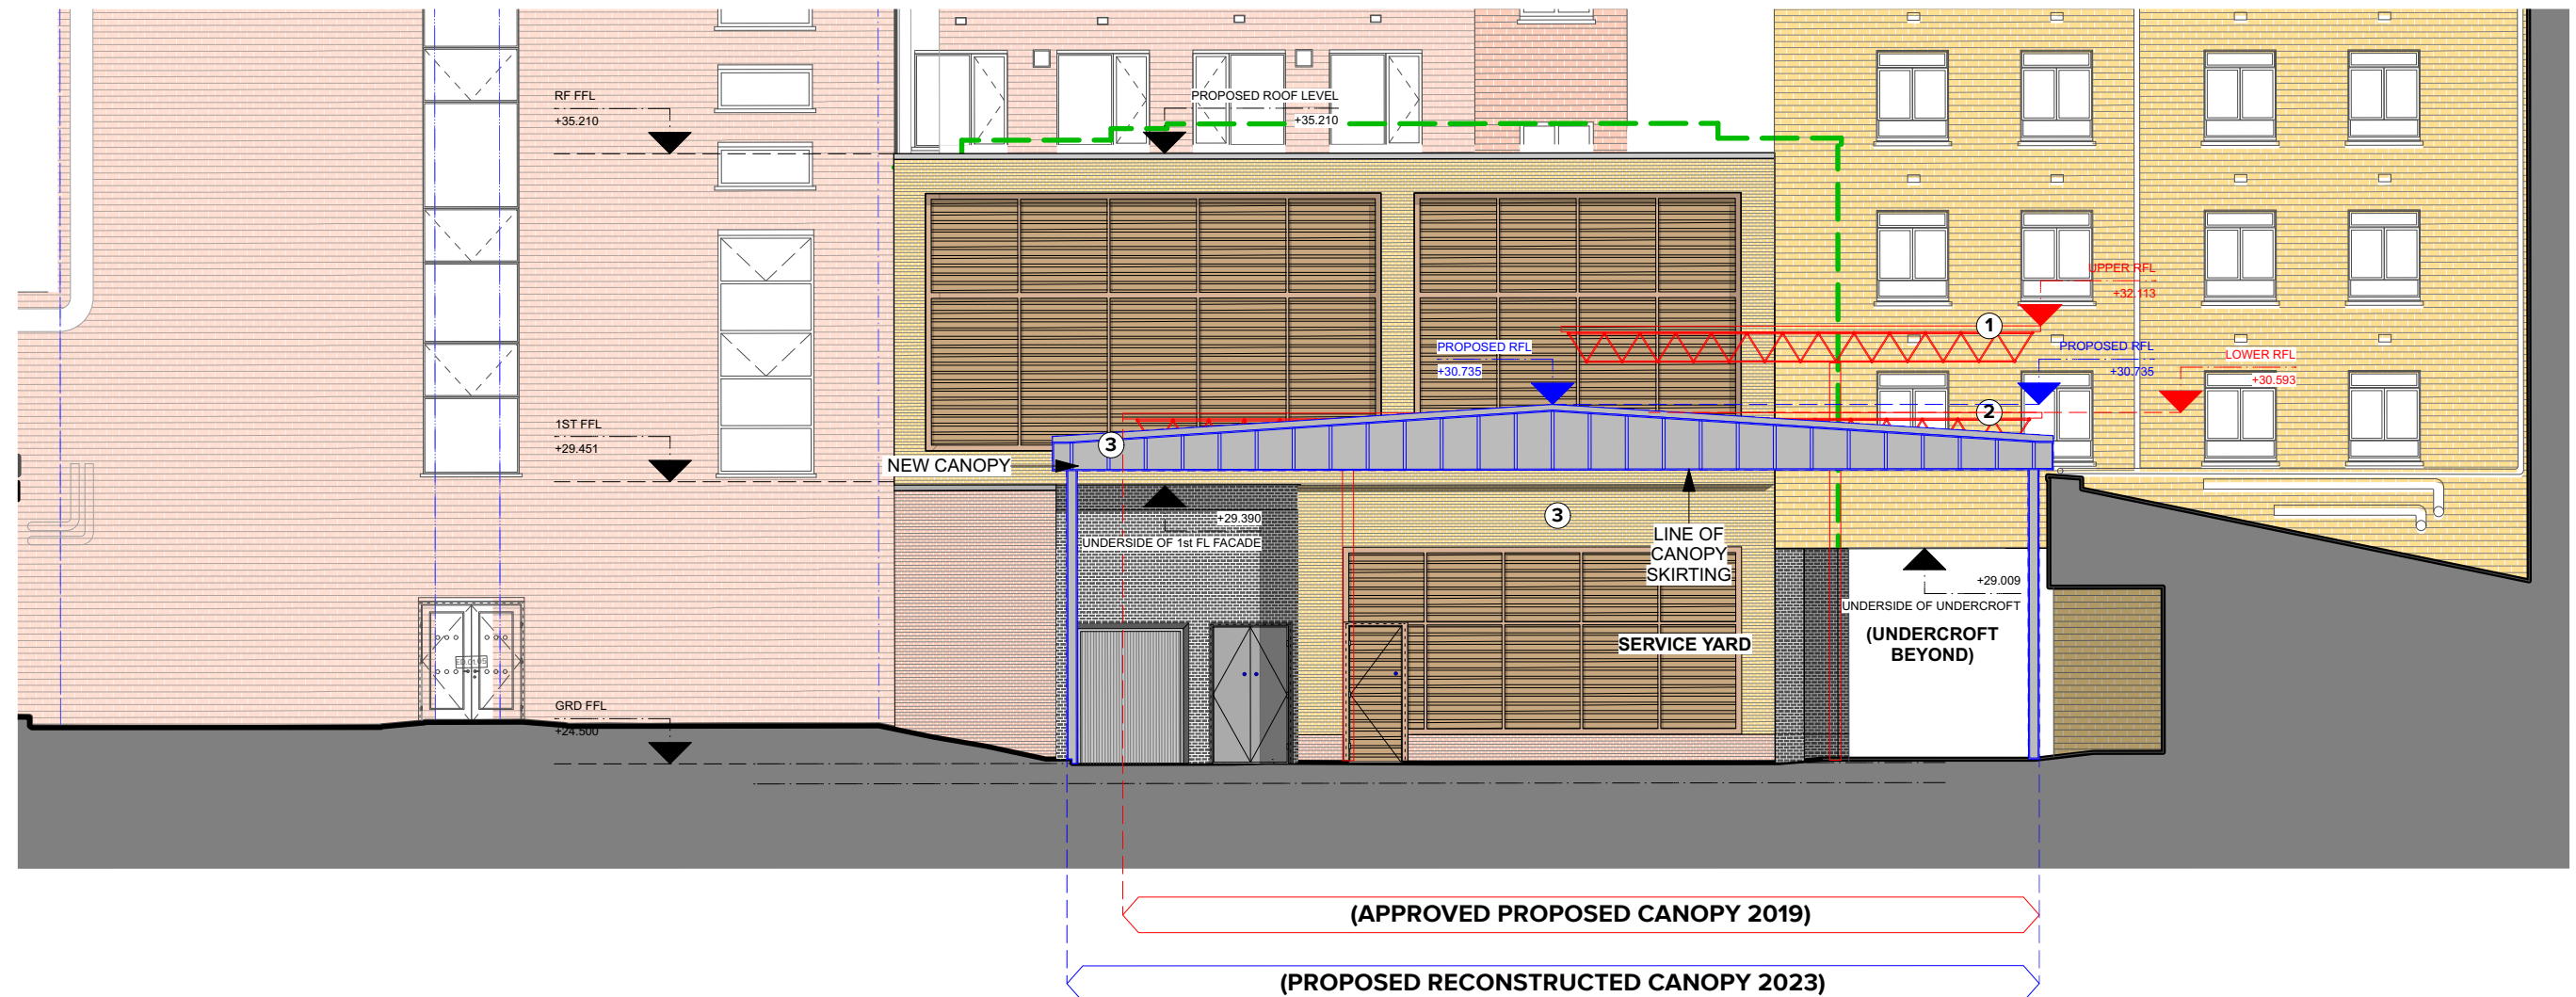 RF FFL
+35.210
PROPOSED ROOF LEVEL
+35.210
UPPER RFL
+32.113
1
PROPOSED RFL
+30.735
PROPOSED RFL
+30.735
LOWER RFL
+30.593
2
1ST FFL
+29.451
3
NEW CANOPY
+29.390
UNDERSIDE OF 1st FL FACADE
3
LINE OF
CANOPY
SKIRTING
+29.009
UNDERSIDE OF UNDERCROFT
(UNDERCROFT
BEYOND)
SERVICE YARD
GRD FFL
+24.500
(APPROVED PROPOSED CANOPY 2019)
(PROPOSED RECONSTRUCTED CANOPY 2023)